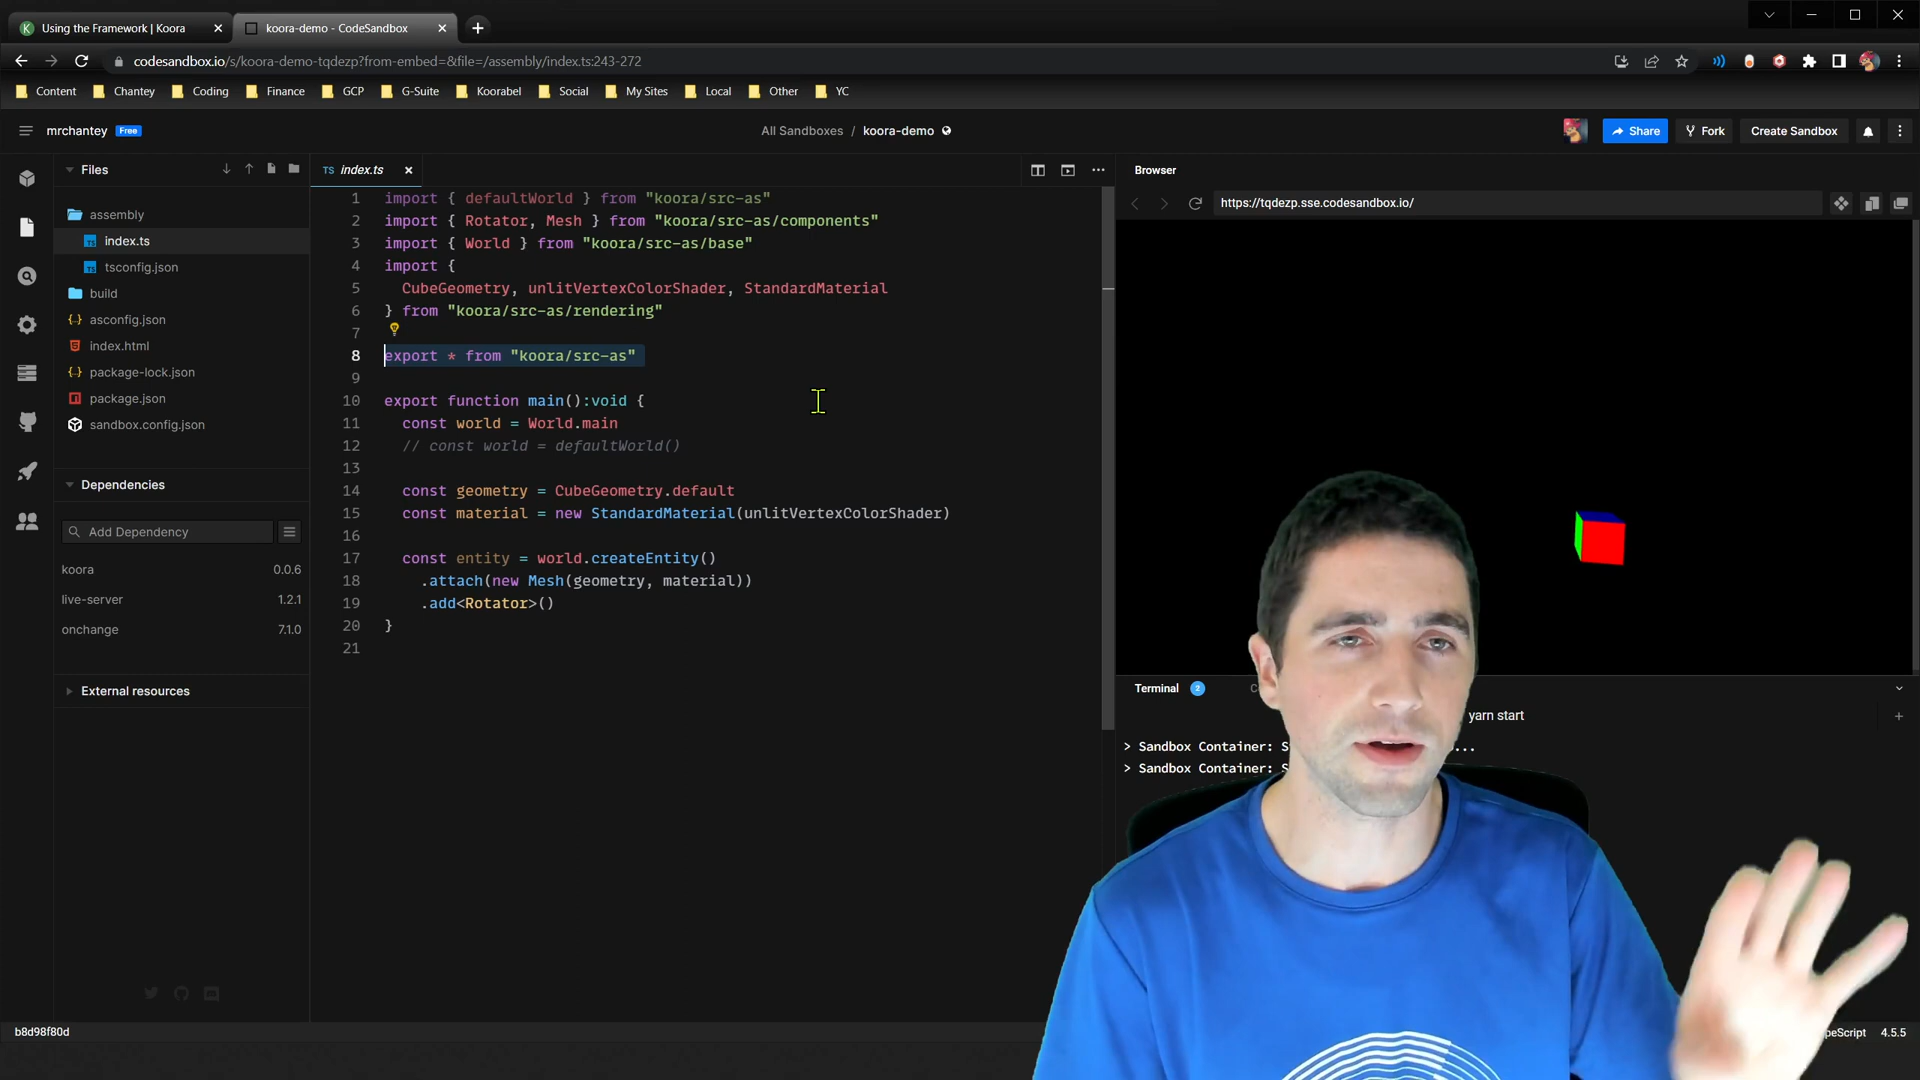 Using the Framework | Koora
koora-demo - CodeSandbox
codesandbox.io/s/koora-demo-tqdezp?from-embed=&file=/assembly/index.ts:243-272
Content
Chantey
Coding
Finance
GCP
G-Suite
Koorabel
Social
My Sites
Local
Other
YC
mrchantey Free
All Sandboxes / koora-demo
Share
Fork
Create Sandbox
Files
assembly
index.ts
tsconfig.json
build
asconfig.json
index.html
package-lock.json
package.json
sandbox.config.json
Dependencies
Add Dependency
koora 0.0.6
live-server 1.2.1
onchange 7.1.0
External resources
b8d98f80d
TS index.ts
1 import { defaultWorld } from "koora/src-as"
2 import { Rotator, Mesh } from "koora/src-as/components"
3 import { World } from "koora/src-as/base"
4 import {
5 CubeGeometry, unlitVertexColorShader, StandardMaterial
6 } from "koora/src-as/rendering"
7
8 export * from "koora/src-as"
9
10 export function main():void {
11 const world = World.main
12 // const world = defaultWorld()
13
14 const geometry = CubeGeometry.default
15 const material = new StandardMaterial(unlitVertexColorShader)
16
17 const entity = world.createEntity()
18 .attach(new Mesh(geometry, material))
19 .add<Rotator>()
20 }
21
Browser
https://tqdezp.sse.codesandbox.io/
Terminal 2
yarn start
> Sandbox Container: S
> Sandbox Container: S
peScript 4.5.5